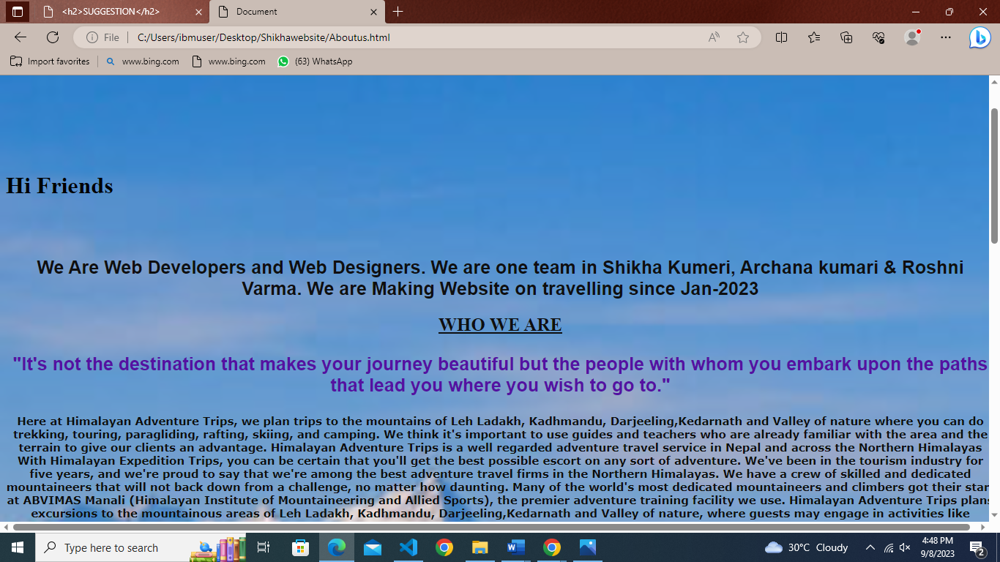 <h2>SUGGESTION</h2>
Document
File
C:/Users/ibmuser/Desktop/Shikhawebsite/Aboutus.html
Import favorites
www.bing.com
www.bing.com
(63) WhatsApp
Hi Friends
We Are Web Developers and Web Designers. We are one team in Shikha Kumeri, Archana kumari & Roshni
Varma. We are Making Website on travelling since Jan-2023
WHO WE ARE
"It's not the destination that makes your journey beautiful but the people with whom you embark upon the paths
that lead you where you wish to go to."
Here at Himalayan Adventure Trips, we plan trips to the mountains of Leh Ladakh, Kadhmandu, Darjeeling,Kedarnath and Valley of nature where you can do
trekking, touring, paragliding, rafting, skiing, and camping. We think it's important to use guides and teachers who are already familiar with the area and the
terrain to give our clients an advantage. Himalayan Adventure Trips is a well regarded adventure travel service in Nepal and across the Northern Himalayas
With Himalayan Expedition Trips, you can be certain that you'll get the best possible escort on any sort of adventure. We've been in the tourism industry for
five years, and we're proud to say that we're among the best adventure travel firms in the Northern Himalayas. We have a crew of skilled and dedicated
mountaineers that will not back down from a challenge, no matter how daunting. Many of the world's most dedicated mountaineers and climbers got their star
at ABVIMAS Manali (Himalayan Institute of Mountaineering and Allied Sports), the premier adventure training facility we use. Himalayan Adventure Trips plans
excursions to the mountainous areas of Leh Ladakh, Kadhmandu, Darjeeling,Kedarnath and Valley of nature, where guests may engage in activities like
Type here to search
30°C Cloudy
4:48 PM
9/8/2023
2